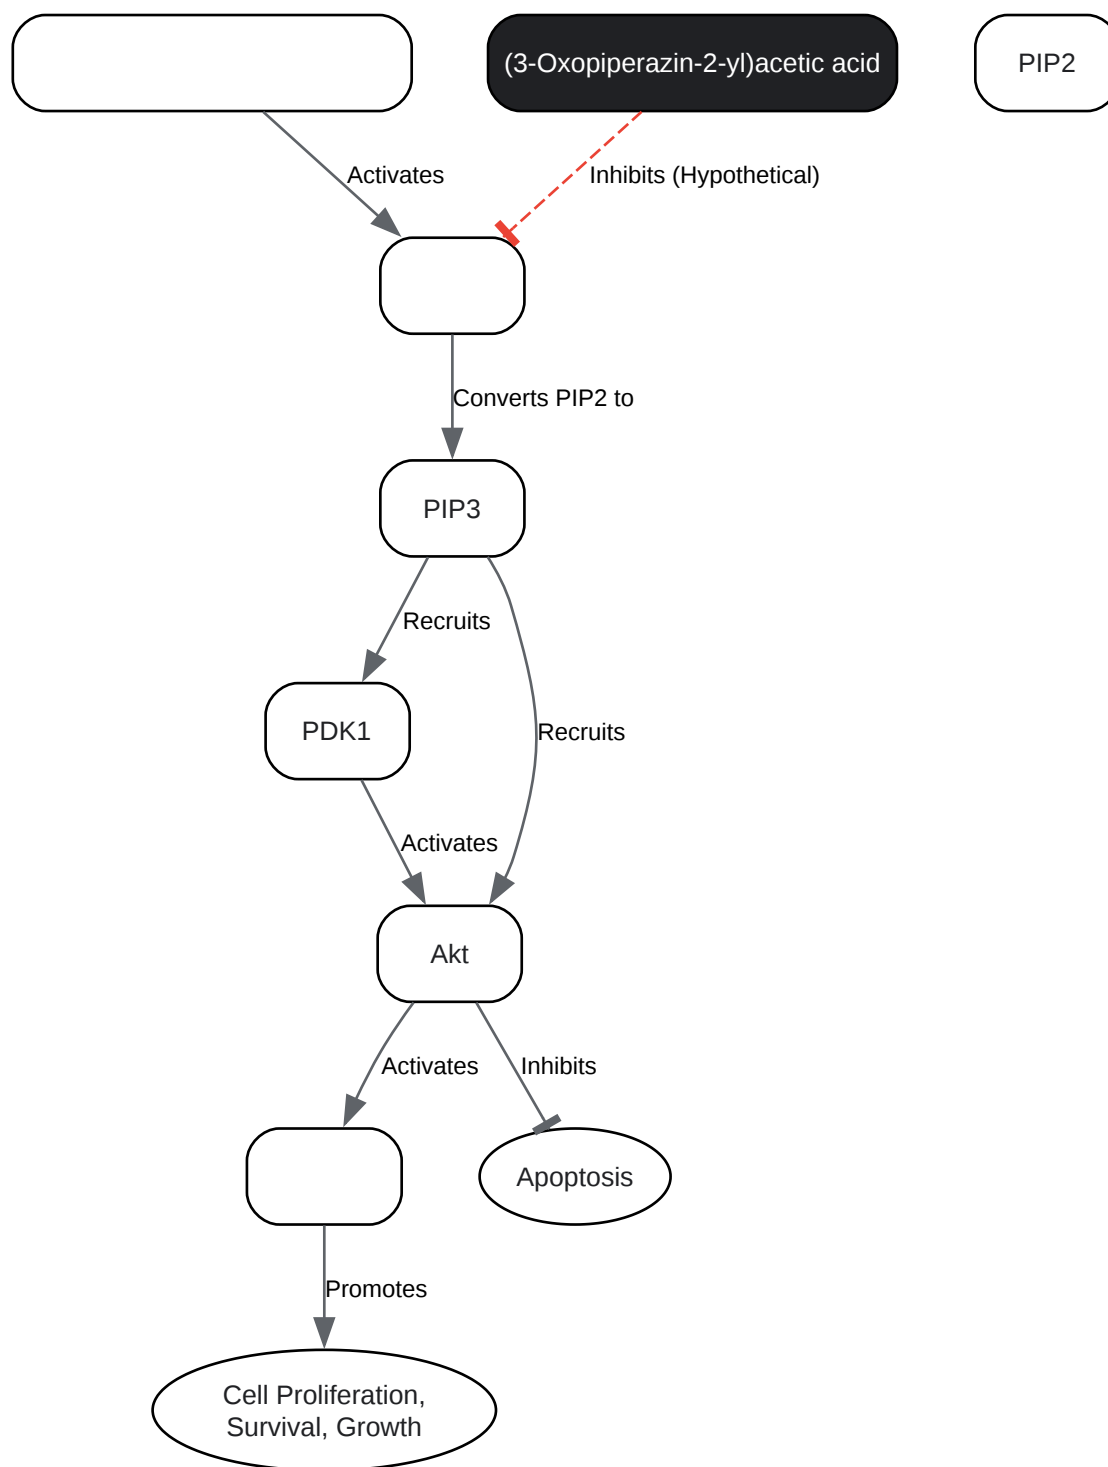 (3-Oxopiperazin-2-yl)acetic acid
PIP2
Activates
Inhibits (Hypothetical)
Converts PIP2 to
PIP3
Recruits
PDK1
Recruits
Activates
Akt
Activates
Inhibits
Apoptosis
Promotes
Cell Proliferation,
Survival, Growth